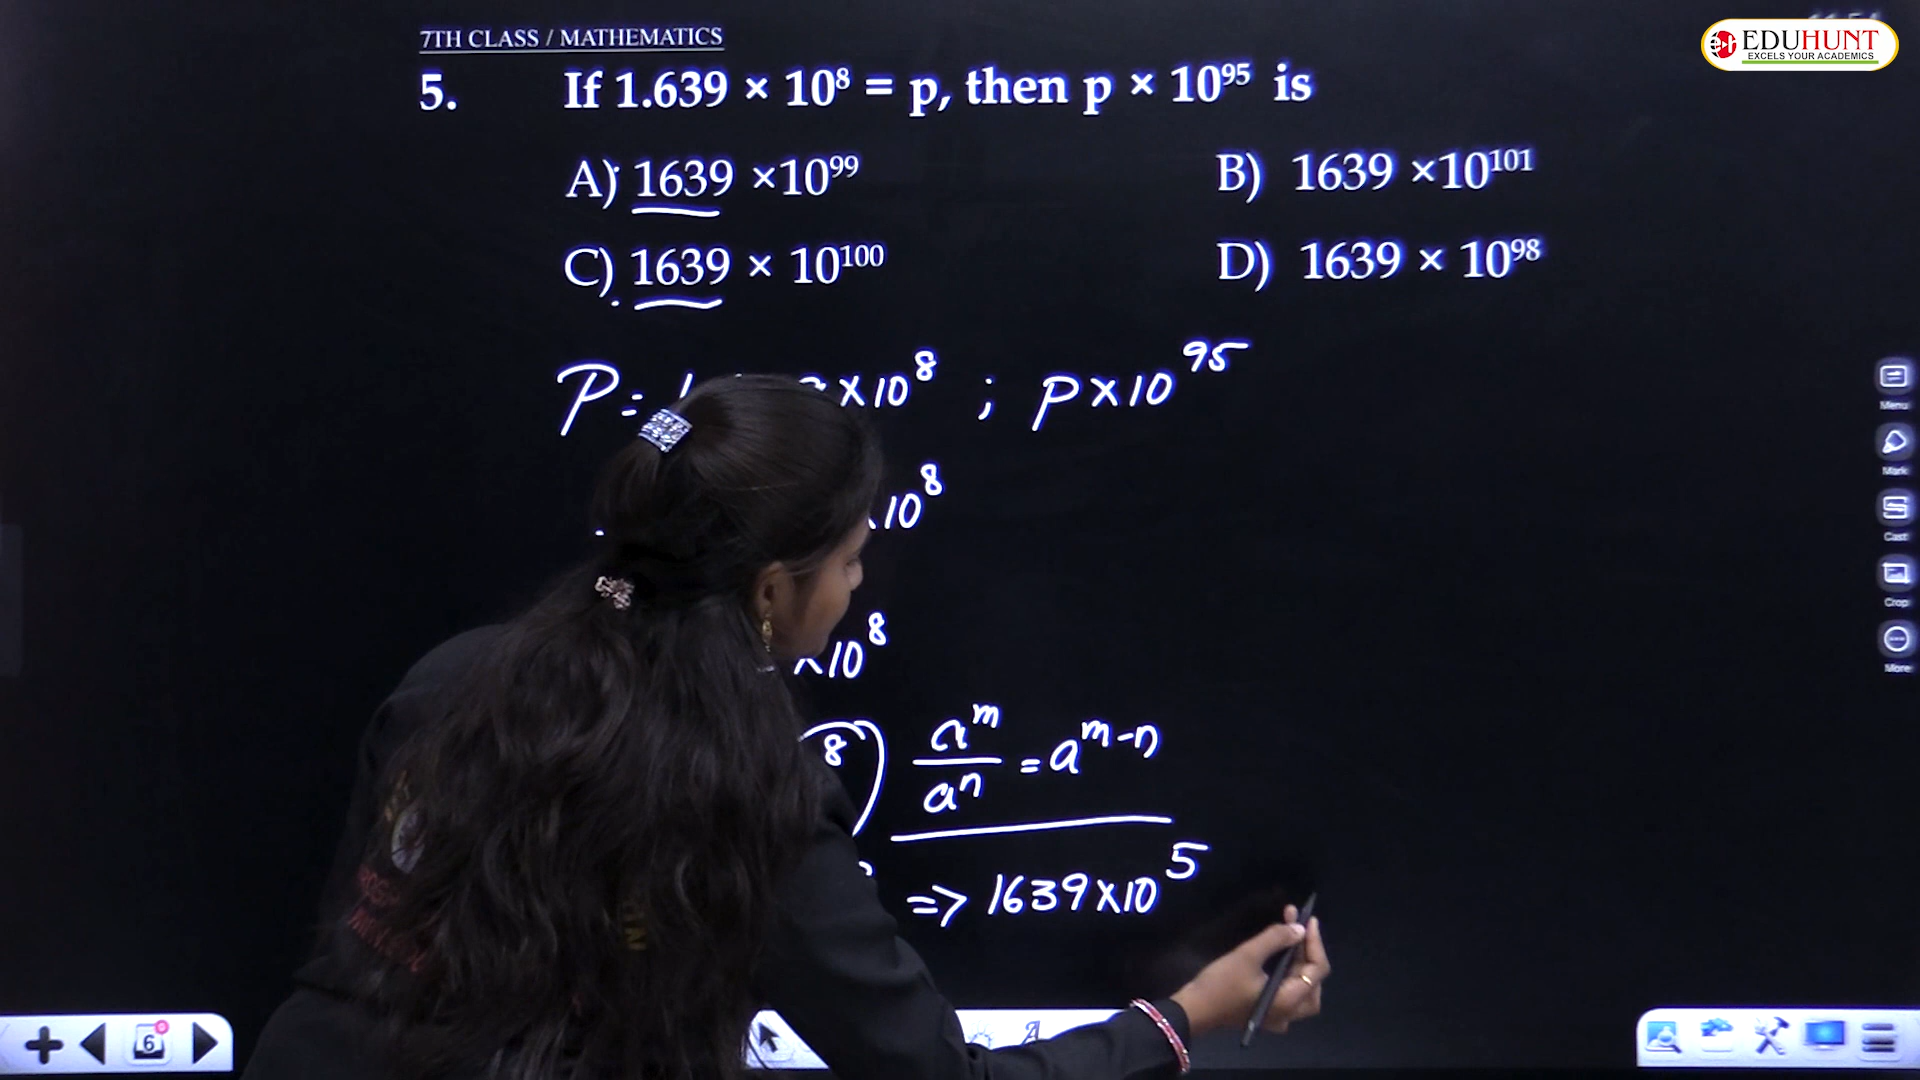 7TH CLASS / MATHEMATICS
EDUHUNT
EXCELS YOUR ACADEMICS
5. If 1.639 × 10⁸ = p, then p × 10⁹⁵ is
A) 1639 ×10⁹⁹
B) 1639 ×10¹⁰¹
C) 1639 × 10¹⁰⁰
D) 1639 × 10⁹⁸
P = ×10⁸ ; p×10⁹⁵
×10⁸
×10⁸
8) aᵐ/aⁿ = aᵐ⁻ⁿ
=> 1639×10⁵
Menu
Mark
Cast
Crop
More
6